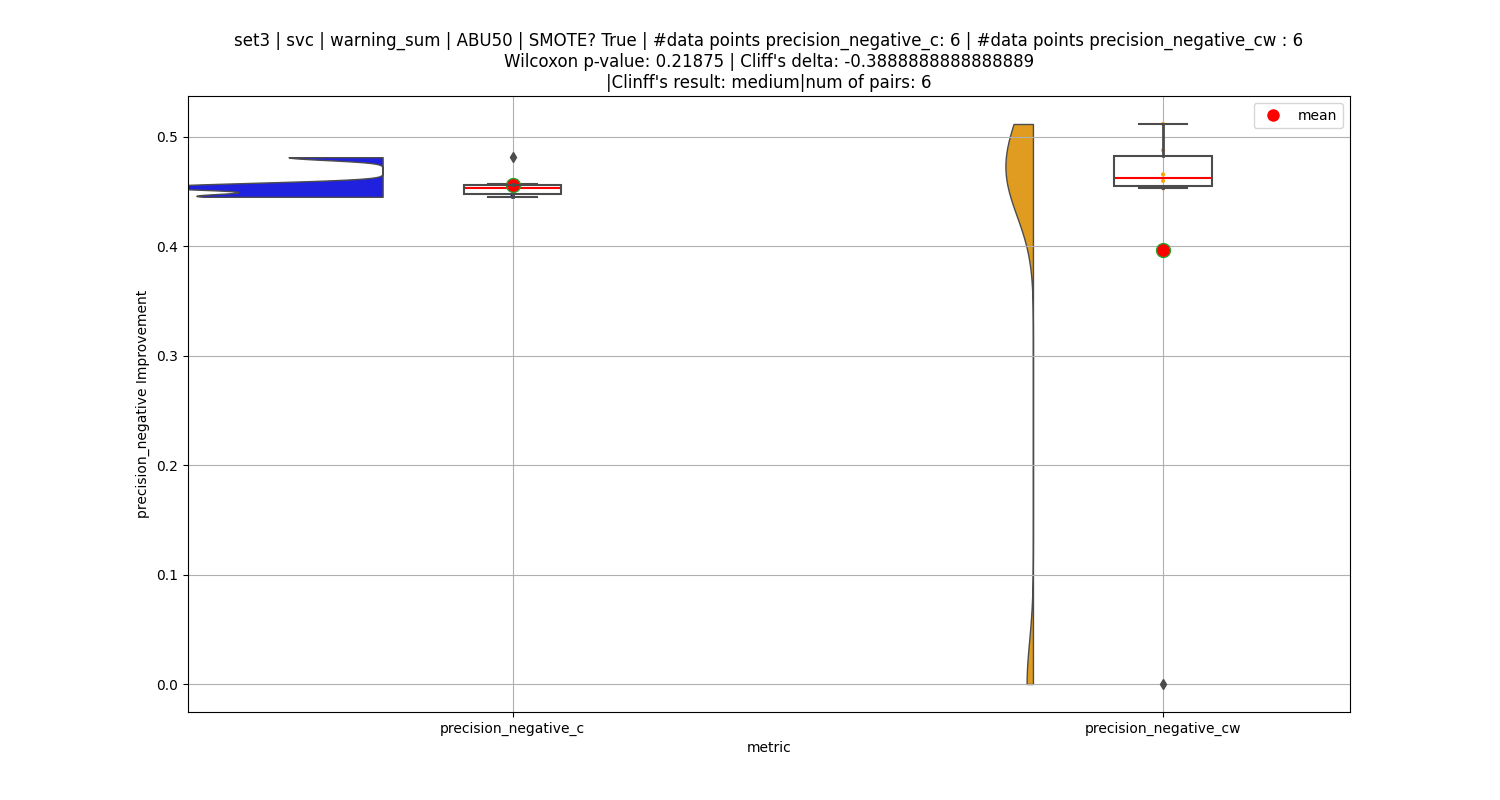 set3 | svc | warning_sum | ABU50 | SMOTE? True | #data points precision_negative_c: 6 | #data points precision_negative_cw : 6
Wilcoxon p-value: 0.21875 | Cliff's delta: -0.3888888888888889
|Clinff's result: medium|num of pairs: 6
mean
0.5
0.4
0.3
0.2
0.1
0.0
precision_negative Improvement
precision_negative_c
precision_negative_cw
metric